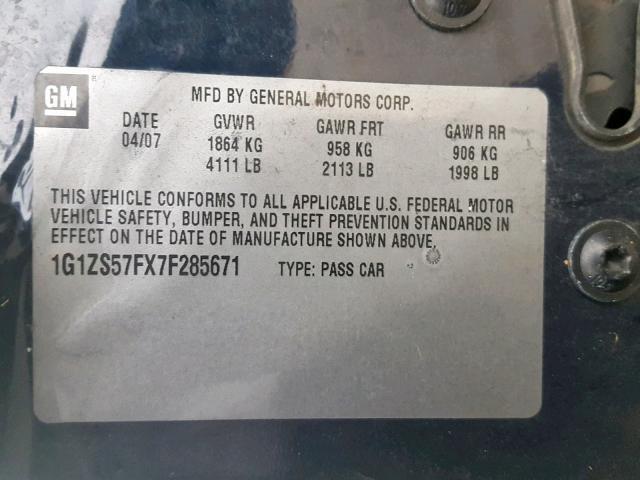 GM
MFD BY GENERAL MOTORS CORP.
DATE GVWR GAWR FRT GAWR RR
04/07 1864 KG 958 KG 906 KG
4111 LB 2113 LB 1998 LB
THIS VEHICLE CONFORMS TO ALL APPLICABLE U.S. FEDERAL MOTOR
VEHICLE SAFETY, BUMPER, AND THEFT PREVENTION STANDARDS IN
EFFECT ON THE DATE OF MANUFACTURE SHOWN ABOVE.
1G1ZS57FX7F285671 TYPE: PASS CAR